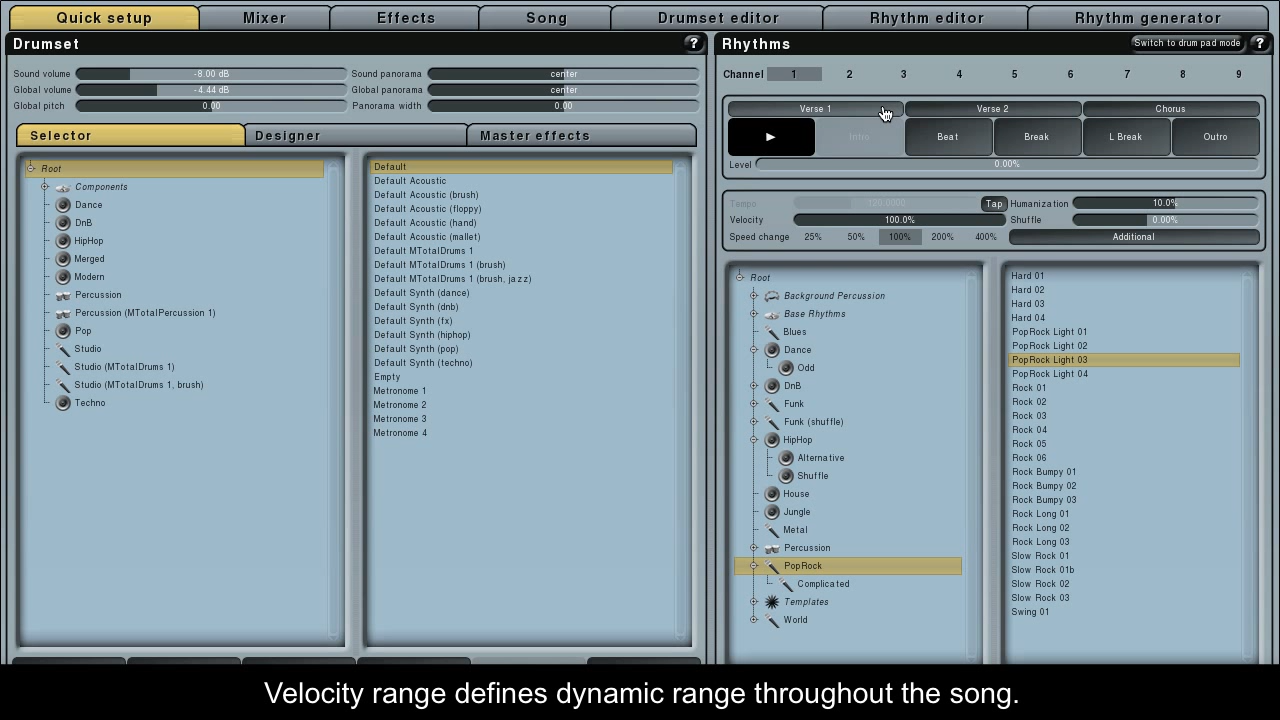 Quick setup Mixer Effects Song Drumset editor Rhythm editor Rhythm generator
Drumset ?
Sound volume -8.00 dB Sound panorama center
Global volume -4.44 dB Global panorama center
Global pitch 0.00 Panorama width 0.00
Selector Designer Master effects
Root
Components
Dance
DnB
HipHop
Merged
Modern
Percussion
Percussion (MTotalPercussion 1)
Pop
Studio
Studio (MTotalDrums 1)
Studio (MTotalDrums 1, brush)
Techno
Default
Default Acoustic
Default Acoustic (brush)
Default Acoustic (floppy)
Default Acoustic (hand)
Default Acoustic (mallet)
Default MTotalDrums 1
Default MTotalDrums 1 (brush)
Default MTotalDrums 1 (brush, jazz)
Default Synth (dance)
Default Synth (dnb)
Default Synth (fx)
Default Synth (hiphop)
Default Synth (pop)
Default Synth (techno)
Empty
Metronome 1
Metronome 2
Metronome 3
Metronome 4
Rhythms Switch to drum pad mode ?
Channel 1 2 3 4 5 6 7 8 9
Verse 1 Verse 2 Chorus
Intro Beat Break L Break Outro
Level 0.00%
Tempo 120.0000 Tap Humanization 10.0%
Velocity 100.0% Shuffle 0.00%
Speed change 25% 50% 100% 200% 400% Additional
Root
Background Percussion
Base Rhythms
Blues
Dance
Odd
DnB
Funk
Funk (shuffle)
HipHop
Alternative
Shuffle
House
Jungle
Metal
Percussion
PopRock
Complicated
Templates
World
Hard 01
Hard 02
Hard 03
Hard 04
PopRock Light 01
PopRock Light 02
PopRock Light 03
PopRock Light 04
Rock 01
Rock 02
Rock 03
Rock 04
Rock 05
Rock 06
Rock Bumpy 01
Rock Bumpy 02
Rock Bumpy 03
Rock Long 01
Rock Long 02
Rock Long 03
Slow Rock 01
Slow Rock 01b
Slow Rock 02
Slow Rock 03
Swing 01
Velocity range defines dynamic range throughout the song.